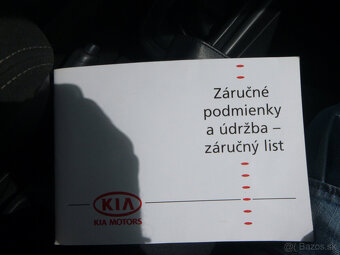 Záručné
podmienky
a údržba –
záručný list
KIA
KIA MOTORS
© Bazos.sk